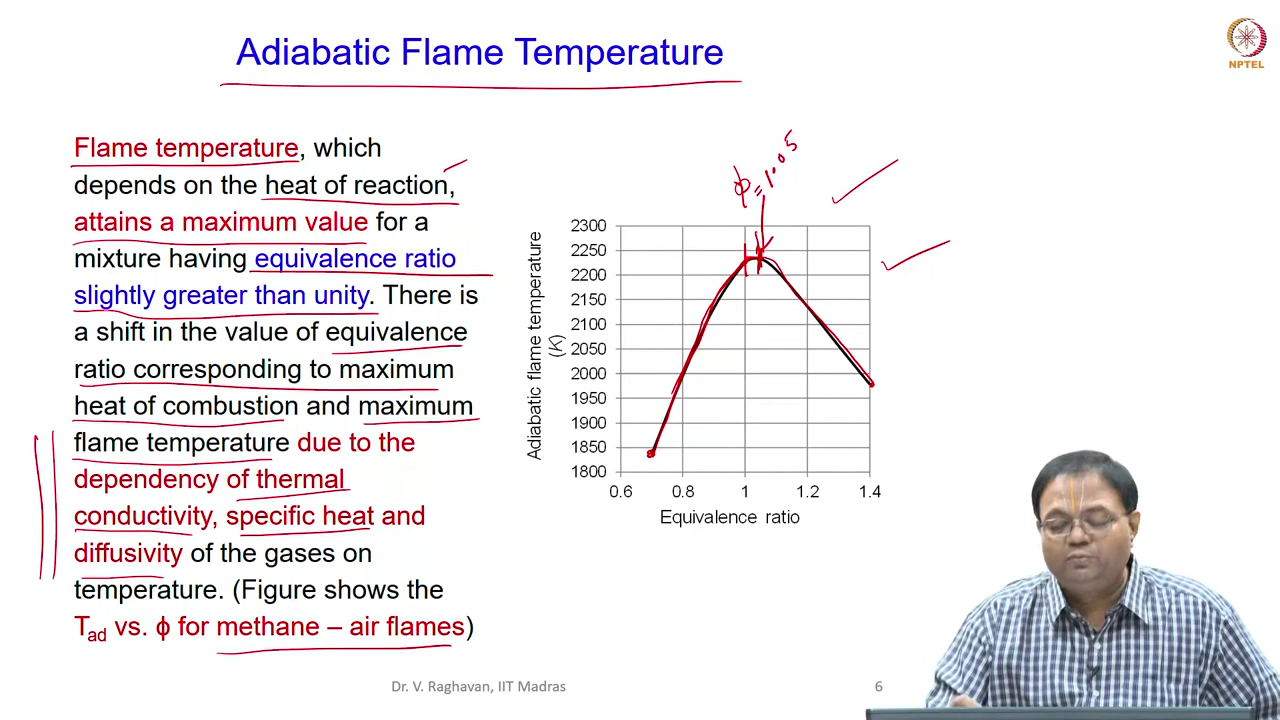 Adiabatic Flame Temperature
NPTEL
Flame temperature, which
depends on the heat of reaction,
attains a maximum value for a
mixture having equivalence ratio
slightly greater than unity. There is
a shift in the value of equivalence
ratio corresponding to maximum
heat of combustion and maximum
flame temperature due to the
dependency of thermal
conductivity, specific heat and
diffusivity of the gases on
temperature. (Figure shows the
Tad vs. ϕ for methane – air flames)
ϕ = 1.005
Adiabatic flame temperature
(K)
2300
2250
2200
2150
2100
2050
2000
1950
1900
1850
1800
0.6 0.8 1 1.2 1.4
Equivalence ratio
Dr. V. Raghavan, IIT Madras
6